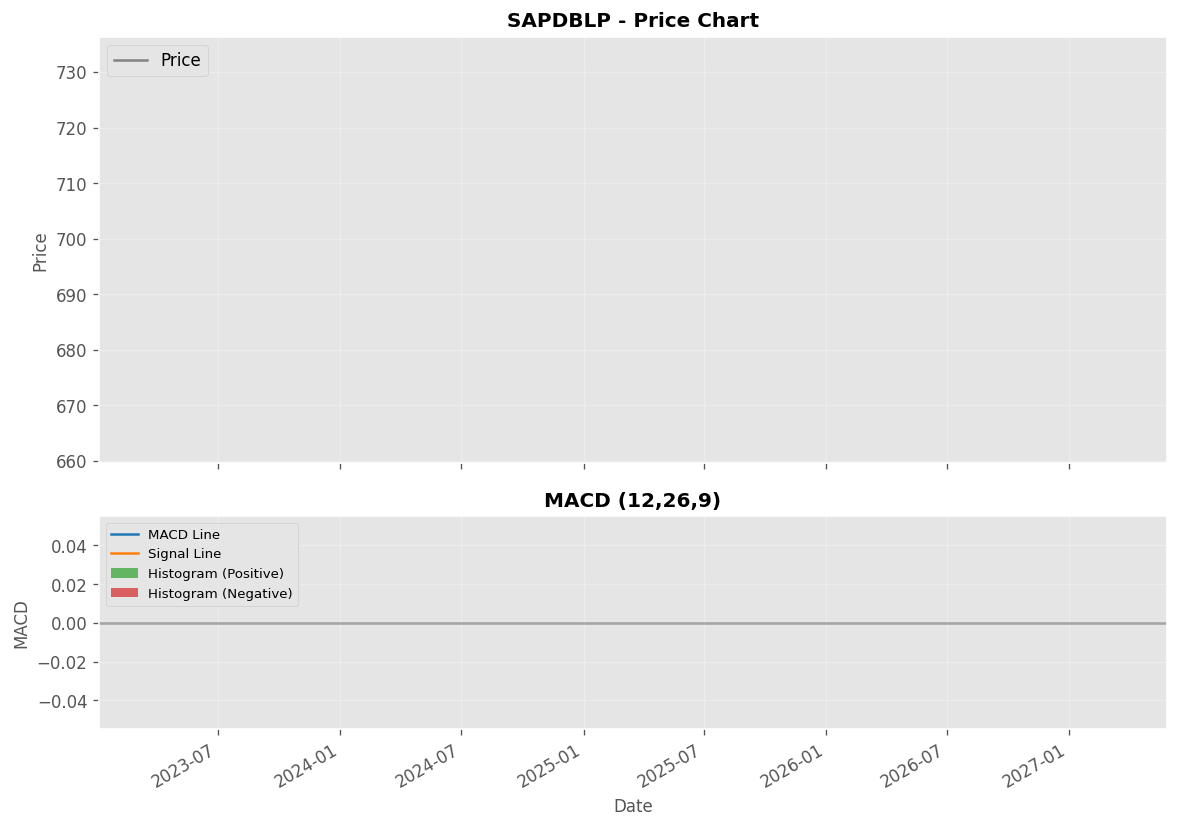 SAPDBLP - Price Chart
Price
730
720
710
700
690
680
670
660
Price
MACD (12,26,9)
MACD Line
Signal Line
Histogram (Positive)
Histogram (Negative)
0.04
0.02
0.00
−0.02
−0.04
MACD
2023-07
2024-01
2024-07
2025-01
2025-07
2026-01
2026-07
2027-01
Date